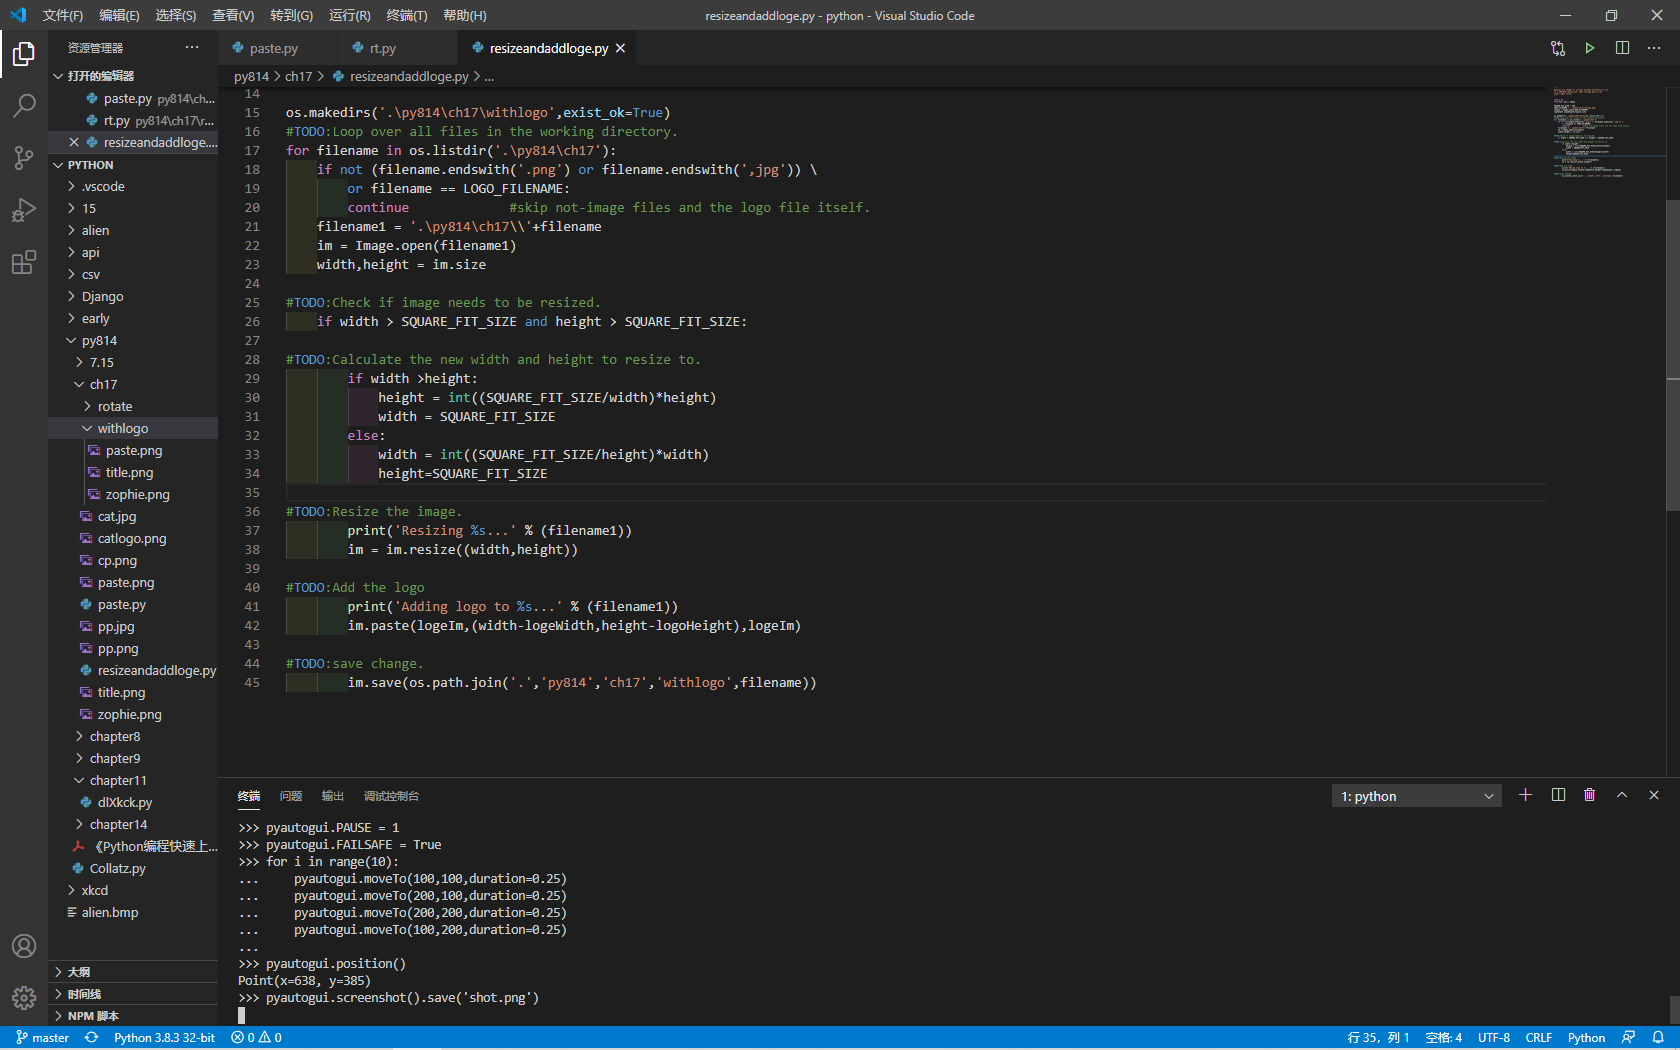 文件(F) 编辑(E) 选择(S) 查看(V) 转到(G) 运行(R) 终端(T) 帮助(H)
resizeandaddloge.py - python - Visual Studio Code
资源管理器
打开的编辑器
paste.py py814\ch...
rt.py py814\ch17\r...
resizeandaddloge....
PYTHON
.vscode
15
alien
api
csv
Django
early
py814
7.15
ch17
rotate
withlogo
paste.png
title.png
zophie.png
cat.jpg
catlogo.png
cp.png
paste.png
paste.py
pp.jpg
pp.png
resizeandaddloge.py
title.png
zophie.png
chapter8
chapter9
chapter11
dlXkck.py
chapter14
《Python编程快速上...
Collatz.py
xkcd
alien.bmp
大纲
时间线
NPM 脚本
paste.py
rt.py
resizeandaddloge.py
py814 > ch17 > resizeandaddloge.py > ...
14
15 os.makedirs('.\py814\ch17\withlogo',exist_ok=True)
16 #TODO:Loop over all files in the working directory.
17 for filename in os.listdir('.\py814\ch17'):
18 if not (filename.endswith('.png') or filename.endswith(',jpg')) \
19 or filename == LOGO_FILENAME:
20 continue #skip not-image files and the logo file itself.
21 filename1 = '.\py814\ch17\\'+filename
22 im = Image.open(filename1)
23 width,height = im.size
24
25 #TODO:Check if image needs to be resized.
26 if width > SQUARE_FIT_SIZE and height > SQUARE_FIT_SIZE:
27
28 #TODO:Calculate the new width and height to resize to.
29 if width >height:
30 height = int((SQUARE_FIT_SIZE/width)*height)
31 width = SQUARE_FIT_SIZE
32 else:
33 width = int((SQUARE_FIT_SIZE/height)*width)
34 height=SQUARE_FIT_SIZE
35
36 #TODO:Resize the image.
37 print('Resizing %s...' % (filename1))
38 im = im.resize((width,height))
39
40 #TODO:Add the logo
41 print('Adding logo to %s...' % (filename1))
42 im.paste(logeIm,(width-logeWidth,height-logoHeight),logeIm)
43
44 #TODO:save change.
45 im.save(os.path.join('.','py814','ch17','withlogo',filename))
终端 问题 输出 调试控制台
1: python
>>> pyautogui.PAUSE = 1
>>> pyautogui.FAILSAFE = True
>>> for i in range(10):
... pyautogui.moveTo(100,100,duration=0.25)
... pyautogui.moveTo(200,100,duration=0.25)
... pyautogui.moveTo(200,200,duration=0.25)
... pyautogui.moveTo(100,200,duration=0.25)
...
>>> pyautogui.position()
Point(x=638, y=385)
>>> pyautogui.screenshot().save('shot.png')
master Python 3.8.3 32-bit 0 0
行 35，列 1 空格: 4 UTF-8 CRLF Python